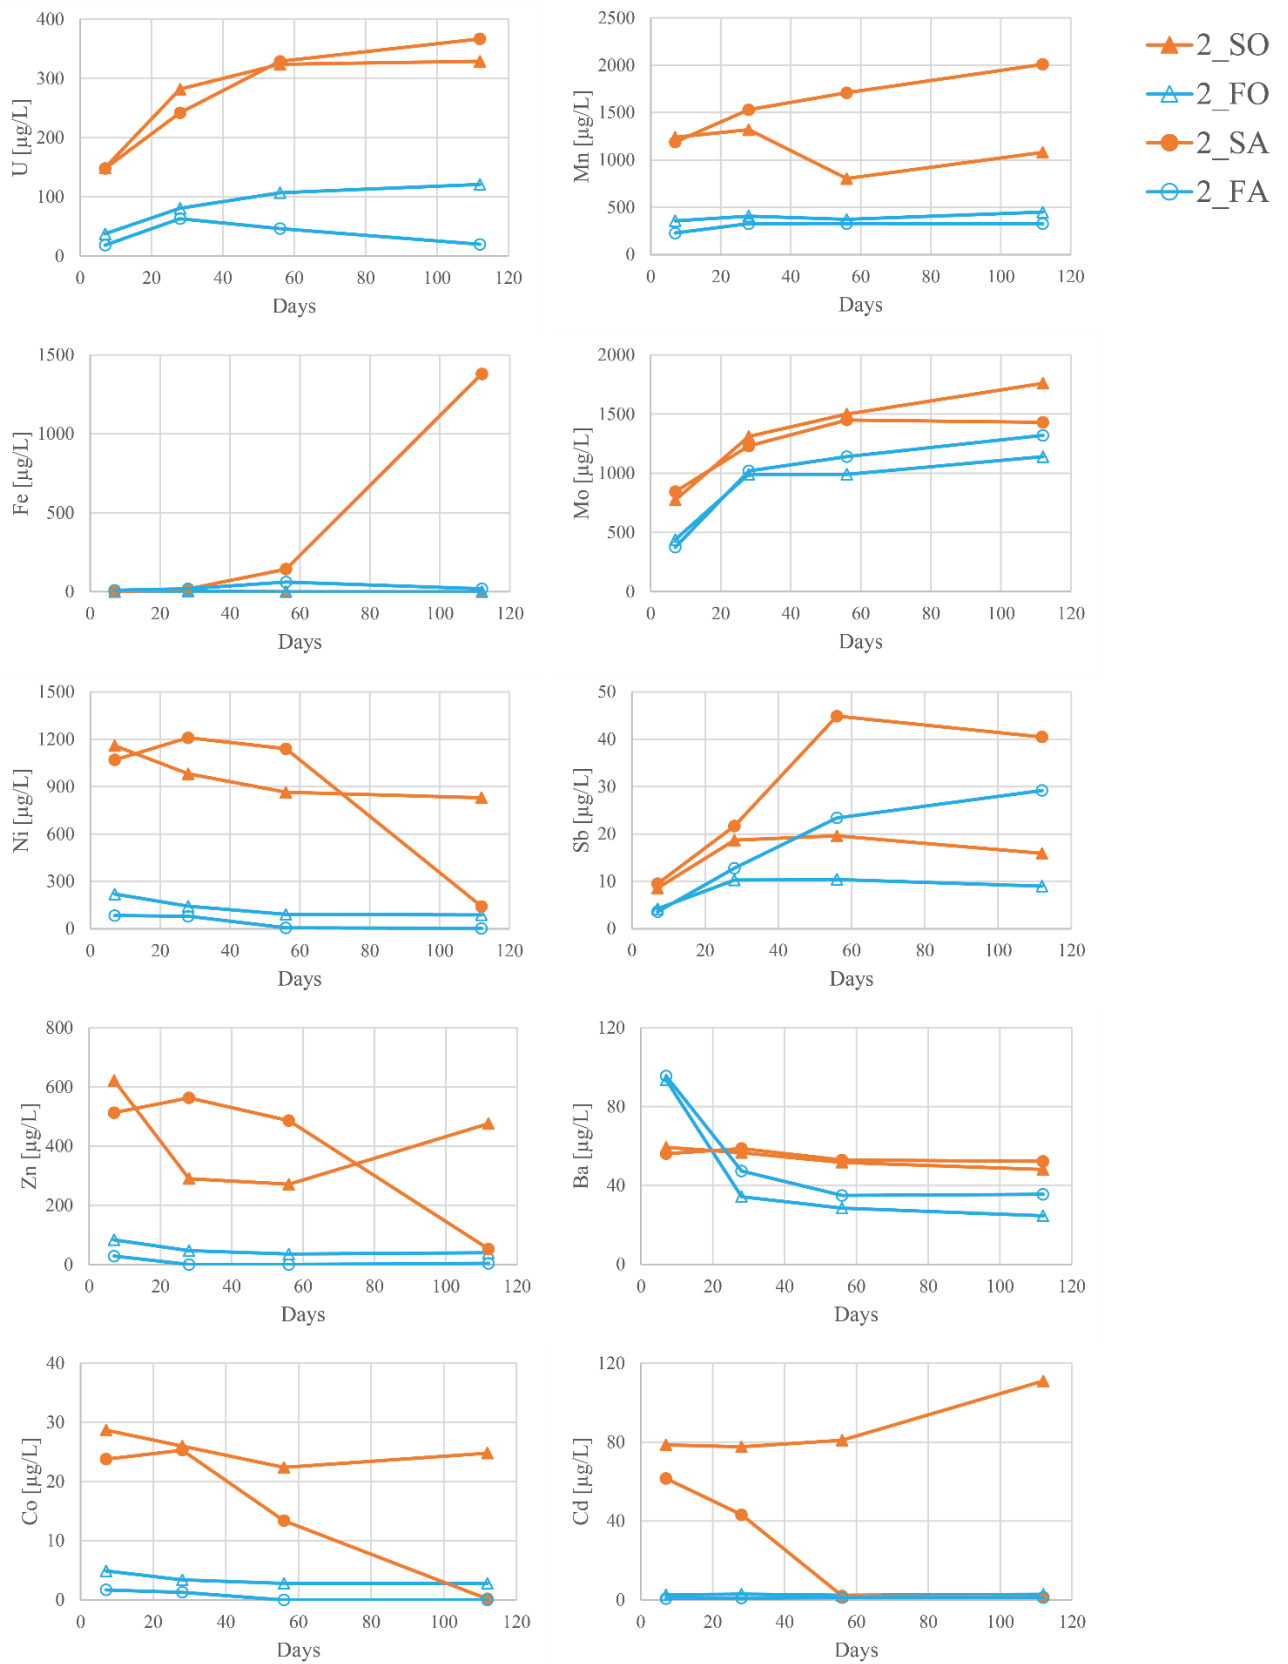 U [µg/L]
400
300
200
100
0
0 20 40 60 80 100 120
Days
Mn [µg/L]
2500
2000
1500
1000
500
0
0 20 40 60 80 100 120
Days
2_SO
2_FO
2_SA
2_FA
Fe [µg/L]
1500
1000
500
0
0 20 40 60 80 100 120
Days
Mo [µg/L]
2000
1500
1000
500
0
0 20 40 60 80 100 120
Days
Ni [µg/L]
1500
1200
900
600
300
0
0 20 40 60 80 100 120
Days
Sb [µg/L]
50
40
30
20
10
0
0 20 40 60 80 100 120
Days
Zn [µg/L]
800
600
400
200
0
0 20 40 60 80 100 120
Days
Ba [µg/L]
120
80
40
0
0 20 40 60 80 100 120
Days
Co [µg/L]
40
30
20
10
0
0 20 40 60 80 100 120
Days
Cd [µg/L]
120
80
40
0
0 20 40 60 80 100 120
Days